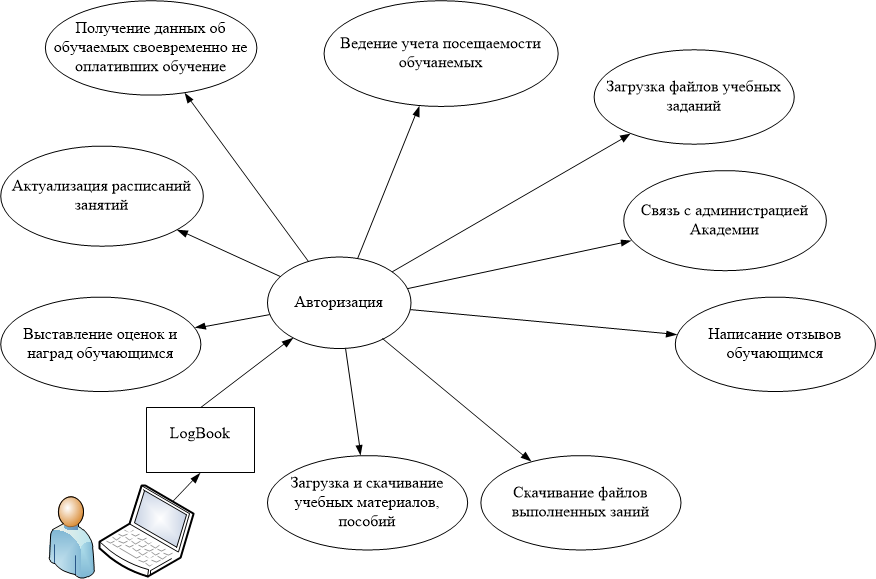 Получение данных об
обучаемых своевременно не
оплативших обучение
Ведение учета посещаемости
обучанемых
Загрузка файлов учебных
заданий
Актуализация расписаний
занятий
Связь с администрацией
Академии
Авторизация
Выставление оценок и
наград обучающимся
Написание отзывов
обучающимся
LogBook
Загрузка и скачивание
учебных материалов,
пособий
Скачивание файлов
выполненных заний